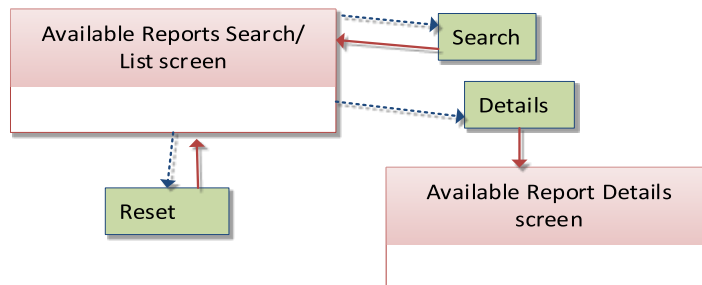 Available Reports Search/
List screen
Search
Details
Reset
Available Report Details
screen